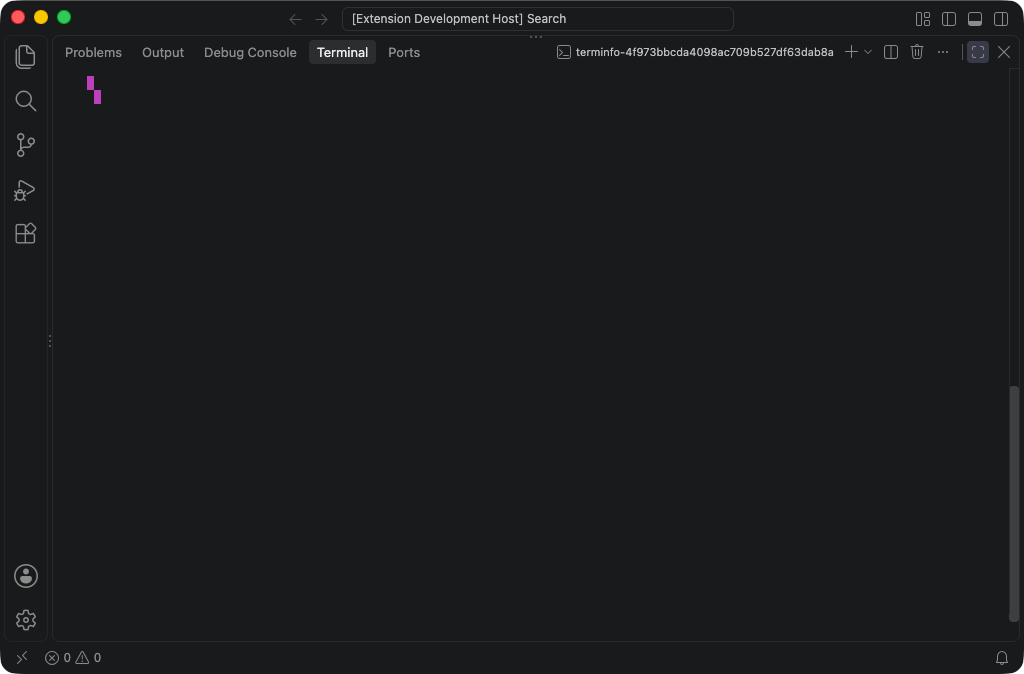 [Extension Development Host] Search
Problems Output Debug Console Terminal Ports terminfo-4f973bbcda4098ac709b527df63dab8a
0 0